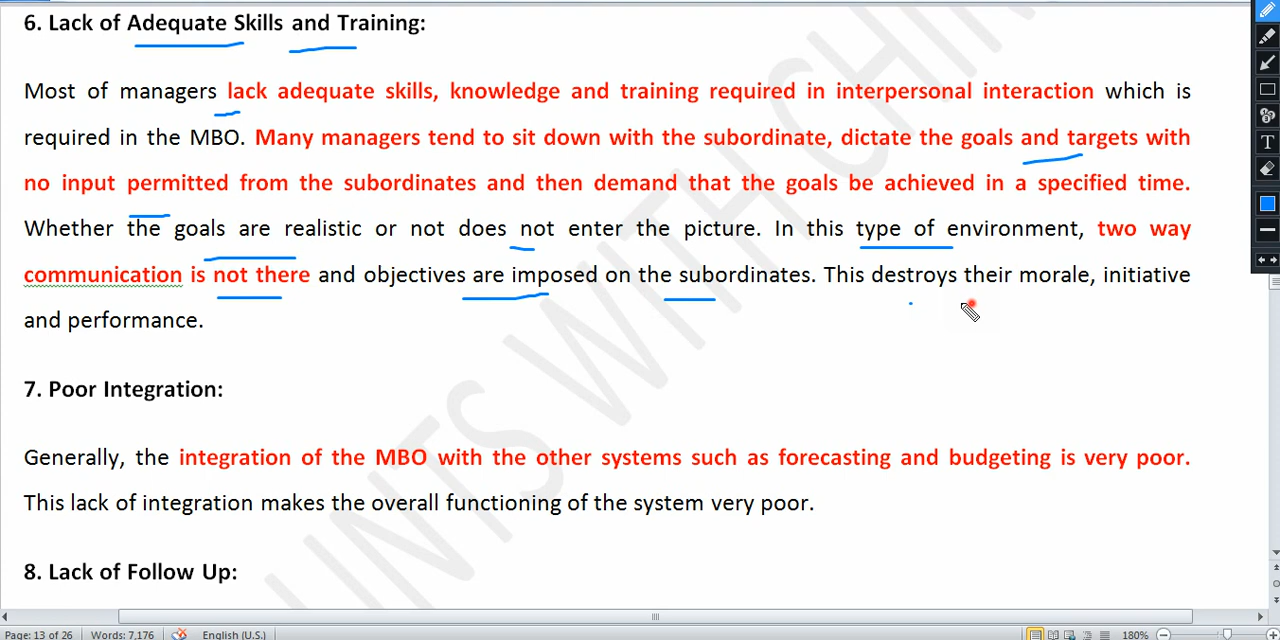 6. Lack of Adequate Skills and Training:
Most of managers lack adequate skills, knowledge and training required in interpersonal interaction which is
required in the MBO. Many managers tend to sit down with the subordinate, dictate the goals and targets with
no input permitted from the subordinates and then demand that the goals be achieved in a specified time.
Whether the goals are realistic or not does not enter the picture. In this type of environment, two way
communication is not there and objectives are imposed on the subordinates. This destroys their morale, initiative
and performance.
7. Poor Integration:
Generally, the integration of the MBO with the other systems such as forecasting and budgeting is very poor.
This lack of integration makes the overall functioning of the system very poor.
8. Lack of Follow Up:
Page: 13 of 26 Words: 7,176 English (U.S.) 180%